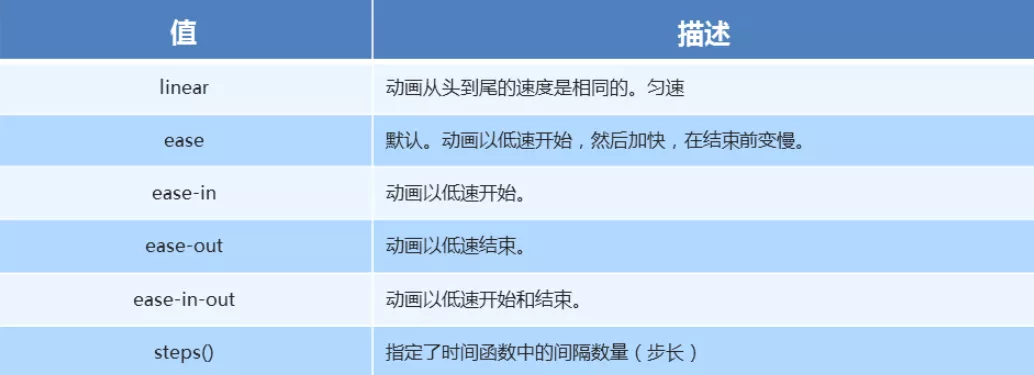 值 描述
linear 动画从头到尾的速度是相同的。匀速
ease 默认。动画以低速开始，然后加快，在结束前变慢。
ease-in 动画以低速开始。
ease-out 动画以低速结束。
ease-in-out 动画以低速开始和结束。
steps() 指定了时间函数中的间隔数量（步长）